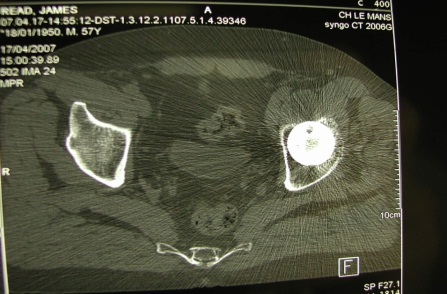 READ, JAMES
07.04.17-14:55:12-DST-1.3.12.2.1107.5.1.4.39346
*18/01/1950, M, 57Y
17/04/2007
15:00:39.89
502 IMA 24
MPR
A
C 400
CH LE MANS
syngo CT 2006G
R
10cm
F
SP F27.1